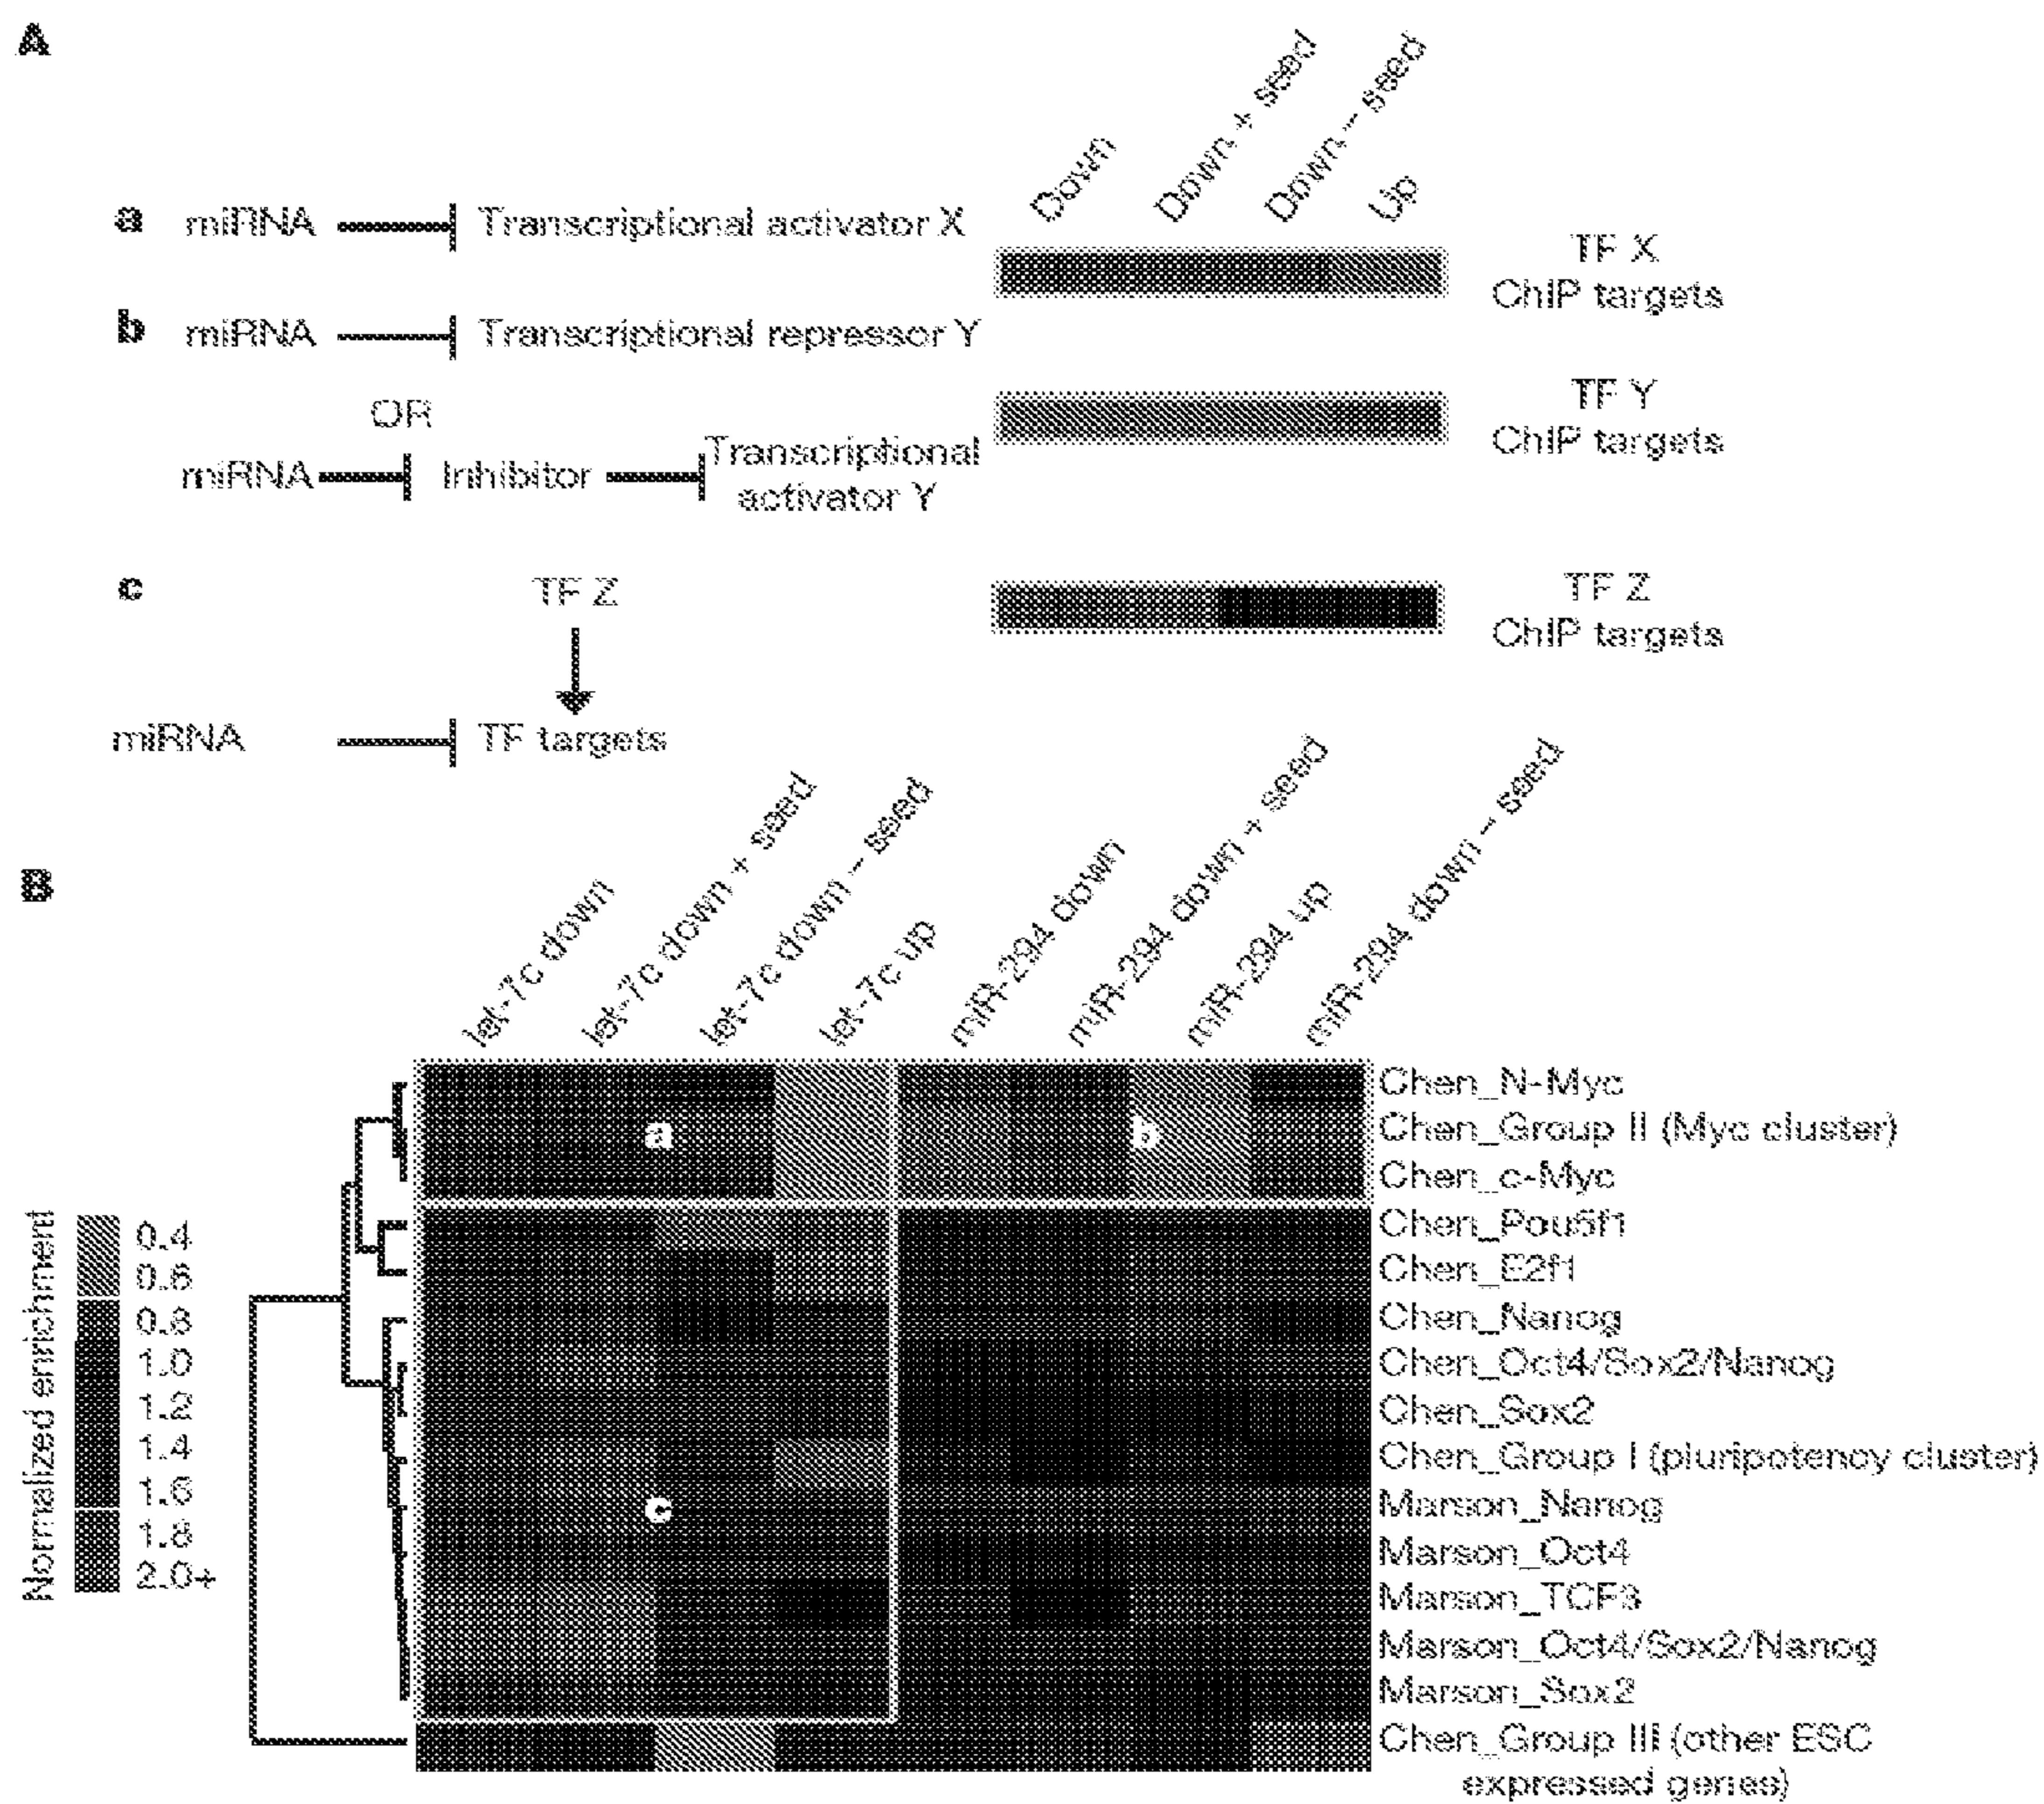 A
Down
Down + seed
Down - seed
Up
a miRNA Transcriptional activator X
TF X
ChIP targets
b miRNA Transcriptional repressor Y
OR
miRNA Inhibitor Transcriptional
activator Y
TF Y
ChIP targets
c
TF Z
TF Z
ChIP targets
miRNA TF targets
B
let-7c down
let-7c down + seed
let-7c down - seed
let-7c up
miR-294 down
miR-294 down + seed
miR-294 up
miR-294 down - seed
Normalized enrichment
0.4
0.6
0.8
1.0
1.2
1.4
1.6
1.8
2.0+
a
b
c
Chen_N-Myc
Chen_Group II (Myc cluster)
Chen_c-Myc
Chen_Pou5f1
Chen_E2f1
Chen_Nanog
Chen_Oct4/Sox2/Nanog
Chen_Sox2
Chen_Group I (pluripotency cluster)
Marson_Nanog
Marson_Oct4
Marson_TCF3
Marson_Oct4/Sox2/Nanog
Marson_Sox2
Chen_Group III (other ESC
expressed genes)